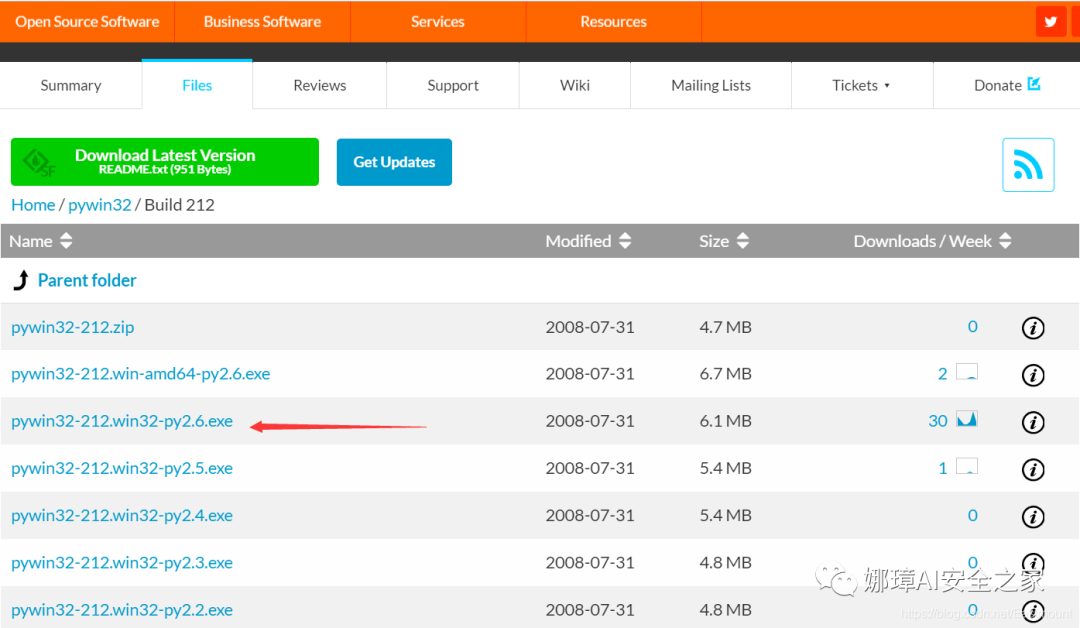 Open Source Software Business Software Services Resources
Summary Files Reviews Support Wiki Mailing Lists Tickets Donate
Download Latest Version
README.txt (951 Bytes)
Get Updates
Home / pywin32 / Build 212
Name Modified Size Downloads / Week
Parent folder
pywin32-212.zip 2008-07-31 4.7 MB 0
pywin32-212.win-amd64-py2.6.exe 2008-07-31 6.7 MB 2
pywin32-212.win32-py2.6.exe 2008-07-31 6.1 MB 30
pywin32-212.win32-py2.5.exe 2008-07-31 5.4 MB 1
pywin32-212.win32-py2.4.exe 2008-07-31 5.4 MB 0
pywin32-212.win32-py2.3.exe 2008-07-31 4.8 MB 0
娜璋AI安全之家
pywin32-212.win32-py2.2.exe 2008-07-31 4.8 MB 0